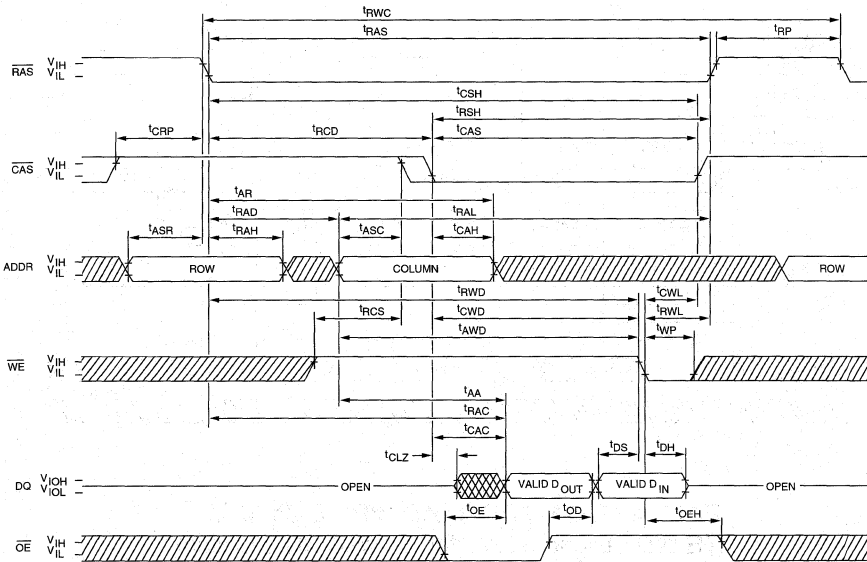 tRWC
tRAS
tRP
RAS VIH
VIL
tCSH
tRSH
tCRP
tRCD
tCAS
CAS VIH
VIL
tAR
tRAD
tRAL
tASR
tRAH
tASC
tCAH
ADDR VIH
VIL
ROW
COLUMN
ROW
tRWD
tCWL
tRCS
tCWD
tRWL
tAWD
tWP
WE VIH
VIL
tAA
tRAC
tCAC
tCLZ
tDS
tDH
DQ VIOH
VIOL
OPEN
VALID DOUT
VALID DIN
OPEN
tOE
tOD
tOEH
OE VIH
VIL